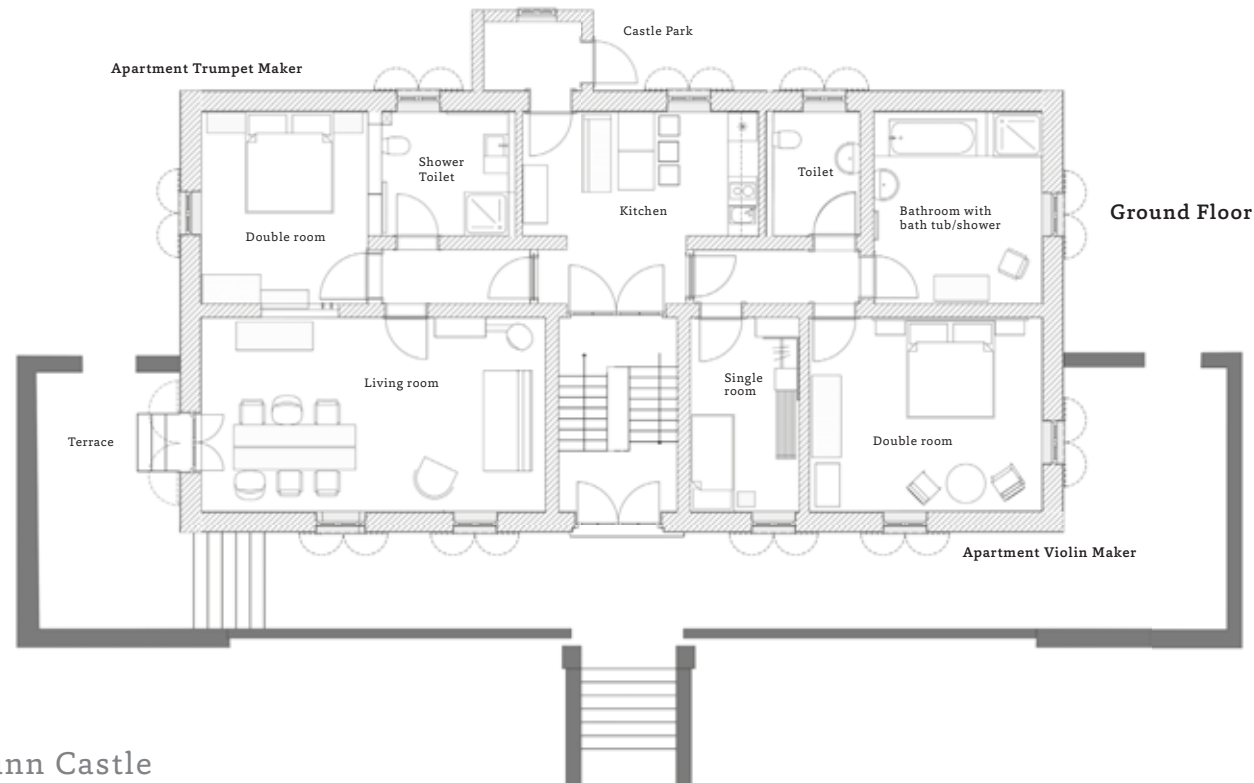 Castle Park
Apartment Trumpet Maker
Shower
Toilet
Toilet
Kitchen
Double room
Bathroom with
bath tub/shower
Ground Floor
Living room
Single
room
Terrace
Double room
Apartment Violin Maker
Castle